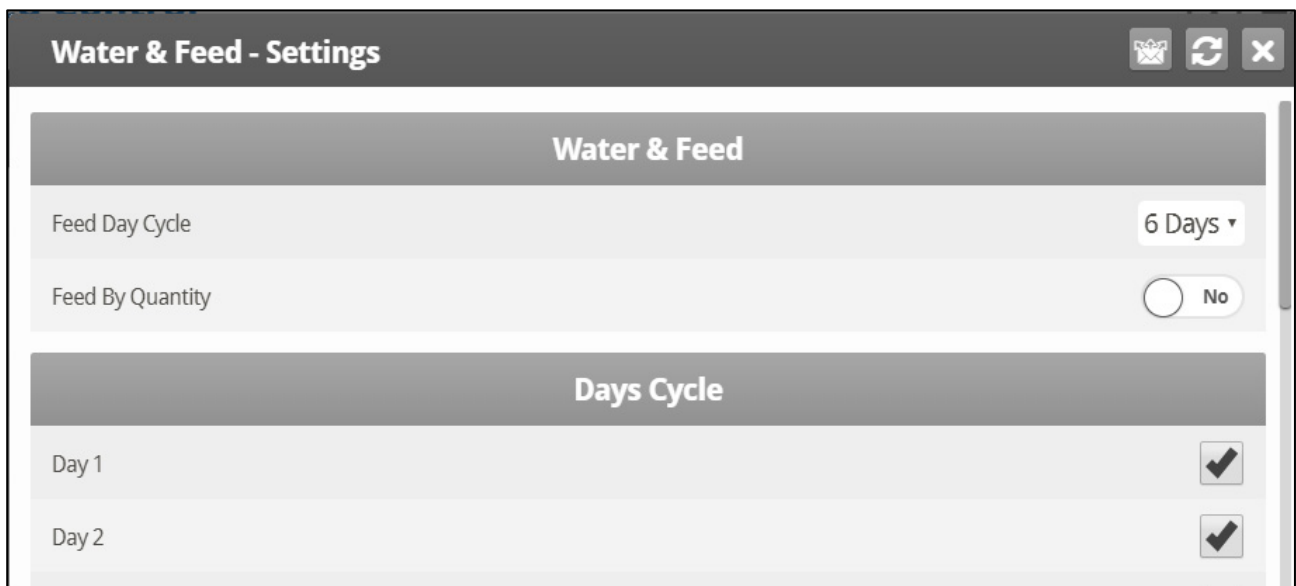 Water & Feed - Settings
Water & Feed
Feed Day Cycle
6 Days
Feed By Quantity
No
Days Cycle
Day 1
Day 2